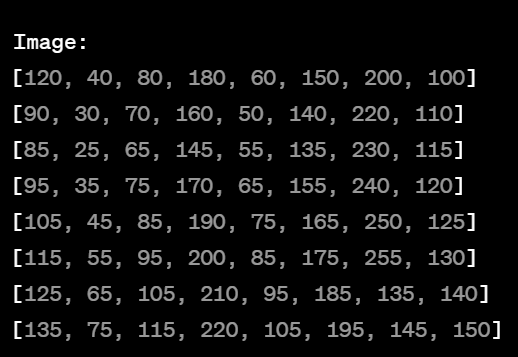 Image:
[120, 40, 80, 180, 60, 150, 200, 100]
[90, 30, 70, 160, 50, 140, 220, 110]
[85, 25, 65, 145, 55, 135, 230, 115]
[95, 35, 75, 170, 65, 155, 240, 120]
[105, 45, 85, 190, 75, 165, 250, 125]
[115, 55, 95, 200, 85, 175, 255, 130]
[125, 65, 105, 210, 95, 185, 135, 140]
[135, 75, 115, 220, 105, 195, 145, 150]